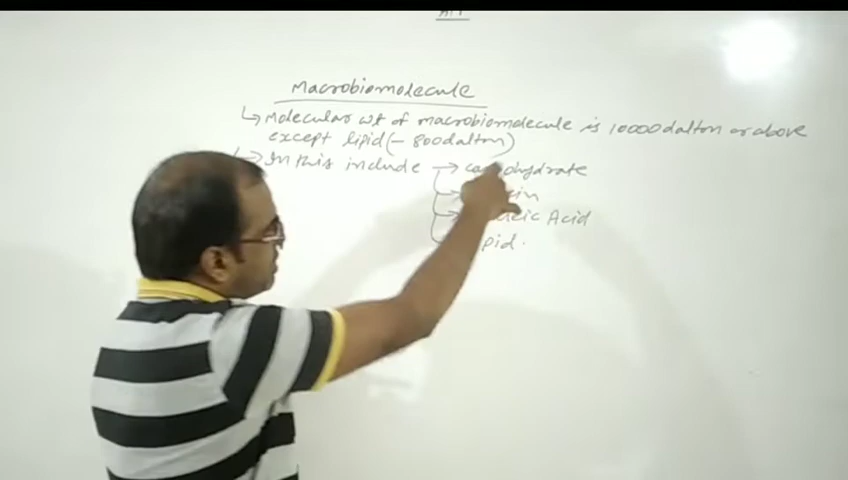 Macrobiomolecule
↳ Molecular wt of macrobiomolecule is 10000 dalton or above
except lipid (- 800 dalton)
↳ In this include → carbohydrate
→ Acid